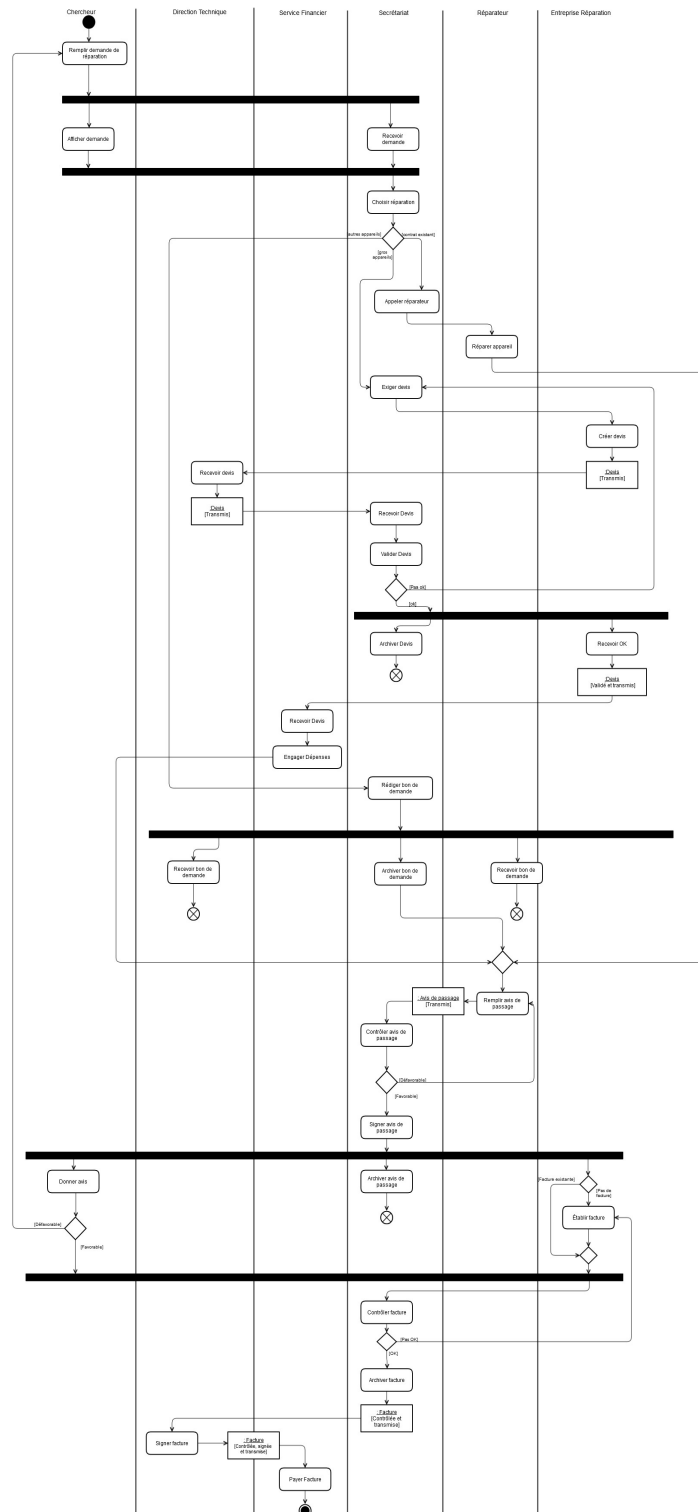 Chercheur
Direction Technique
Service Financier
Secrétariat
Réparateur
Entreprise Réparation
Remplir demande de
réparation
Afficher demande
Recevoir
demande
Choisir réparation
[autres appareils]
[contrat existant]
[gros
appareils]
Appeler réparateur
Réparer appareil
Exiger devis
Créer devis
Recevoir devis
:Devis
[Transmis]
:Devis
[Transmis]
Recevoir Devis
Valider Devis
[Pas ok]
[ok]
Archiver Devis
Recevoir OK
:Devis
[Validé et transmis]
Recevoir Devis
Engager Dépenses
Rédiger bon de
demande
Recevoir bon de
demande
Archiver bon de
demande
Recevoir bon de
demande
: Avis de passage
[Transmis]
Remplir avis de
passage
Contrôler avis de
passage
[Défavorable]
[Favorable]
Signer avis de
passage
Donner avis
Archiver avis de
passage
[Facture existante]
[Pas de
facture]
Établir facture
[Défavorable]
[Favorable]
Contrôler facture
[Pas OK]
[OK]
Archiver facture
: Facture
[Contrôlée et
transmise]
Signer facture
: Facture
[Contrôlée, signée
et transmise]
Payer Facture